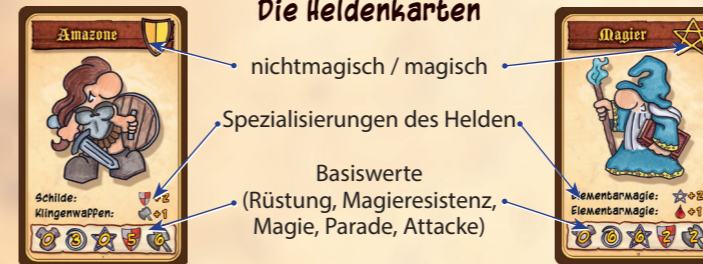 Die Heldenkarten
Amazone
Magier
nichtmagisch / magisch
Spezialisierungen des Helden
Basiswerte
(Rüstung, Magieresistenz,
Magie, Parade, Attacke)
Schilde: +2
Klingenwaffen: +1
0 3 0 5 6
Elementarmagie: +2
Elementarmagie: +1
0 6 6 2 2